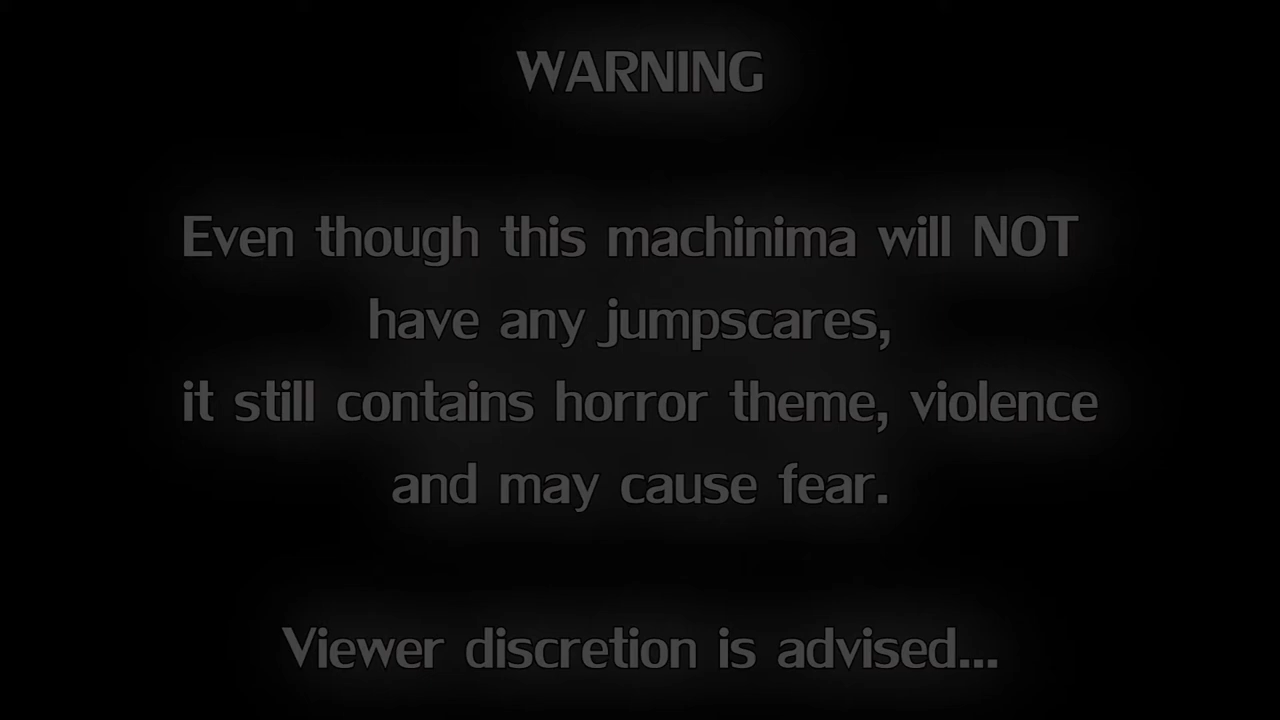 WARNING
Even though this machinima will NOT
have any jumpscares,
it still contains horror theme, violence
and may cause fear.
Viewer discretion is advised...